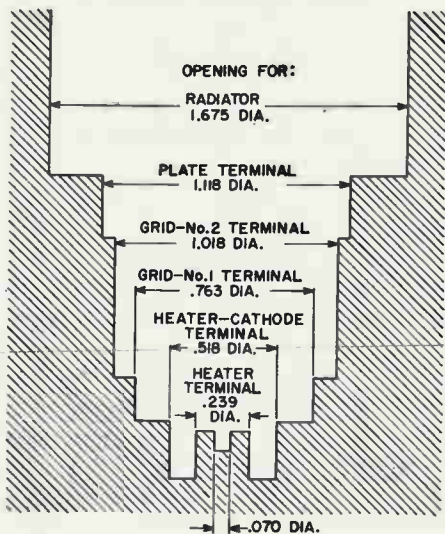 OPENING FOR:
RADIATOR
1.675 DIA.
PLATE TERMINAL
1.118 DIA.
GRID-No.2 TERMINAL
1.018 DIA.
GRID-No.1 TERMINAL
.763 DIA.
HEATER-CATHODE
TERMINAL
.518 DIA.
HEATER
TERMINAL
.239
DIA.
.070 DIA.